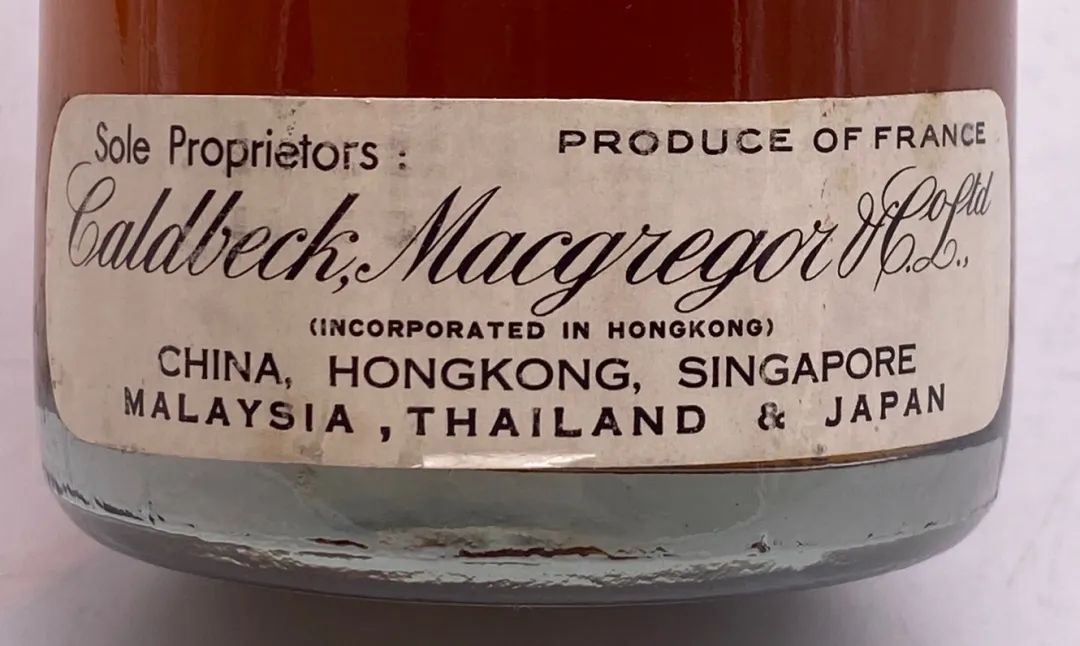 Sole Proprietors :
PRODUCE OF FRANCE
Caldbeck, Macgregor & Co. Ltd
(INCORPORATED IN HONGKONG)
CHINA, HONGKONG, SINGAPORE
MALAYSIA , THAILAND & JAPAN